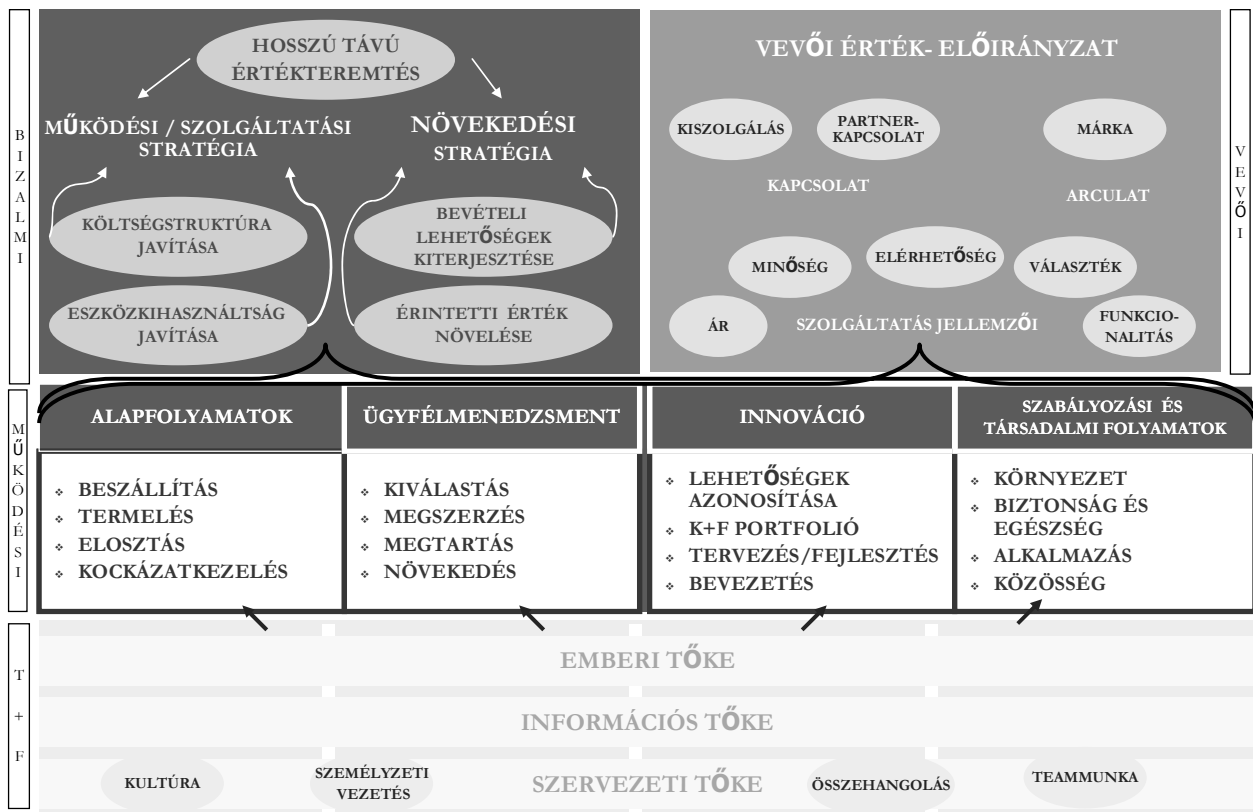 BIZALMI
HOSSZÚ TÁVÚ
ÉRTÉKTEREMTÉS
MŰKÖDÉSI / SZOLGÁLTATÁSI
STRATÉGIA
NÖVEKEDÉSI
STRATÉGIA
KÖLTSÉGSTRUKTÚRA
JAVÍTÁSA
BEVÉTELI
LEHETŐSÉGEK
KITERJESZTÉSE
ESZKÖZKIHASZNÁLTSÁG
JAVÍTÁSA
ÉRINTETTI ÉRTÉK
NÖVELÉSE
VEVŐI ÉRTÉK- ELŐIRÁNYZAT
KISZOLGÁLÁS
PARTNER-
KAPCSOLAT
MÁRKA
KAPCSOLAT
ARCULAT
MINŐSÉG
ELÉRHETŐSÉG
VÁLASZTÉK
ÁR
SZOLGÁLTATÁS JELLEMZŐI
FUNKCIO-
NALITÁS
VEVŐI
MŰKÖDÉSI
ALAPFOLYAMATOK
BESZÁLLÍTÁS
TERMELÉS
ELOSZTÁS
KOCKÁZATKEZELÉS
ÜGYFÉLMENEDZSMENT
KIVÁLASTÁS
MEGSZERZÉS
MEGTARTÁS
NÖVEKEDÉS
INNOVÁCIÓ
LEHETŐSÉGEK
AZONOSÍTÁSA
K+F PORTFOLIÓ
TERVEZÉS/FEJLESZTÉS
BEVEZETÉS
SZABÁLYOZÁSI ÉS
TÁRSADALMI FOLYAMATOK
KÖRNYEZET
BIZTONSÁG ÉS
EGÉSZSÉG
ALKALMAZÁS
KÖZÖSSÉG
T + F
EMBERI TŐKE
INFORMÁCIÓS TŐKE
KULTÚRA
SZEMÉLYZETI
VEZETÉS
SZERVEZETI TŐKE
ÖSSZEHANGOLÁS
TEAMMUNKA